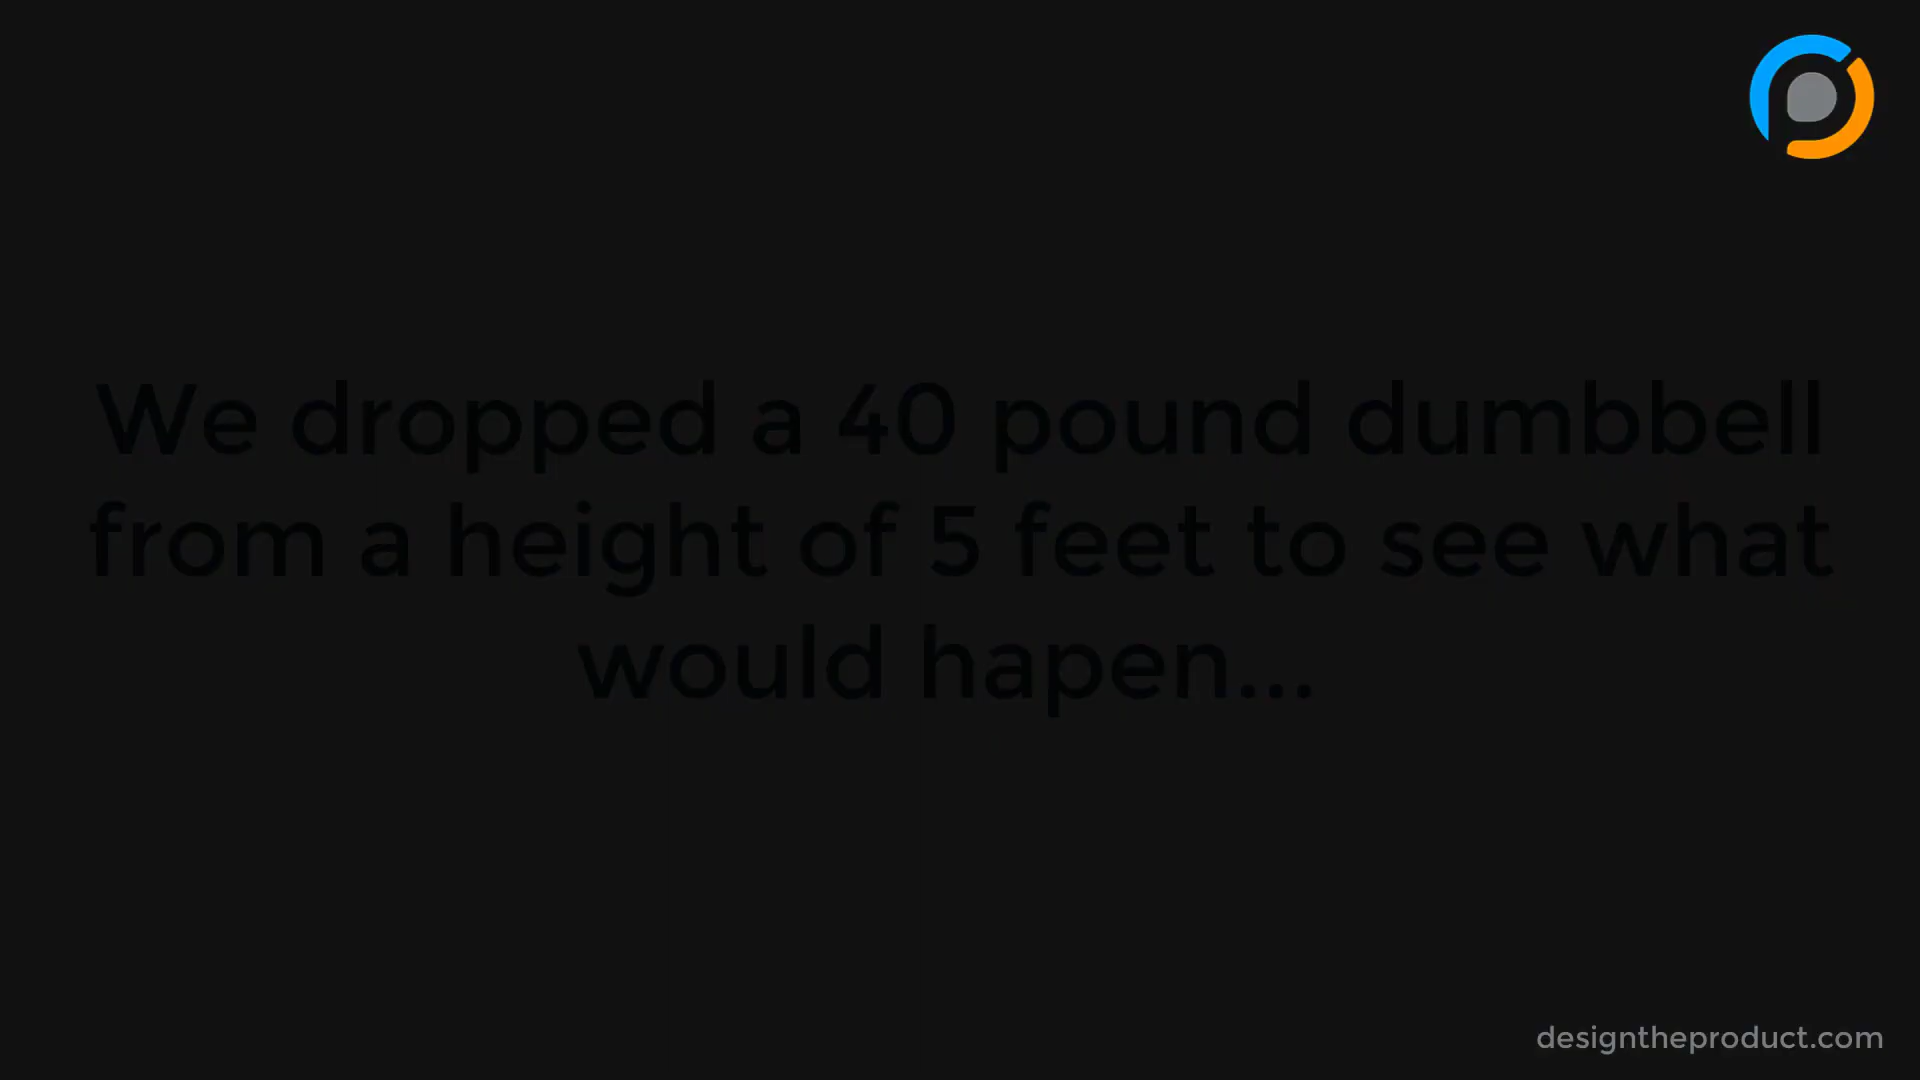 We dropped a 40 pound dumbbell
from a height of 5 feet to see what
would hapen...
designtheproduct.com